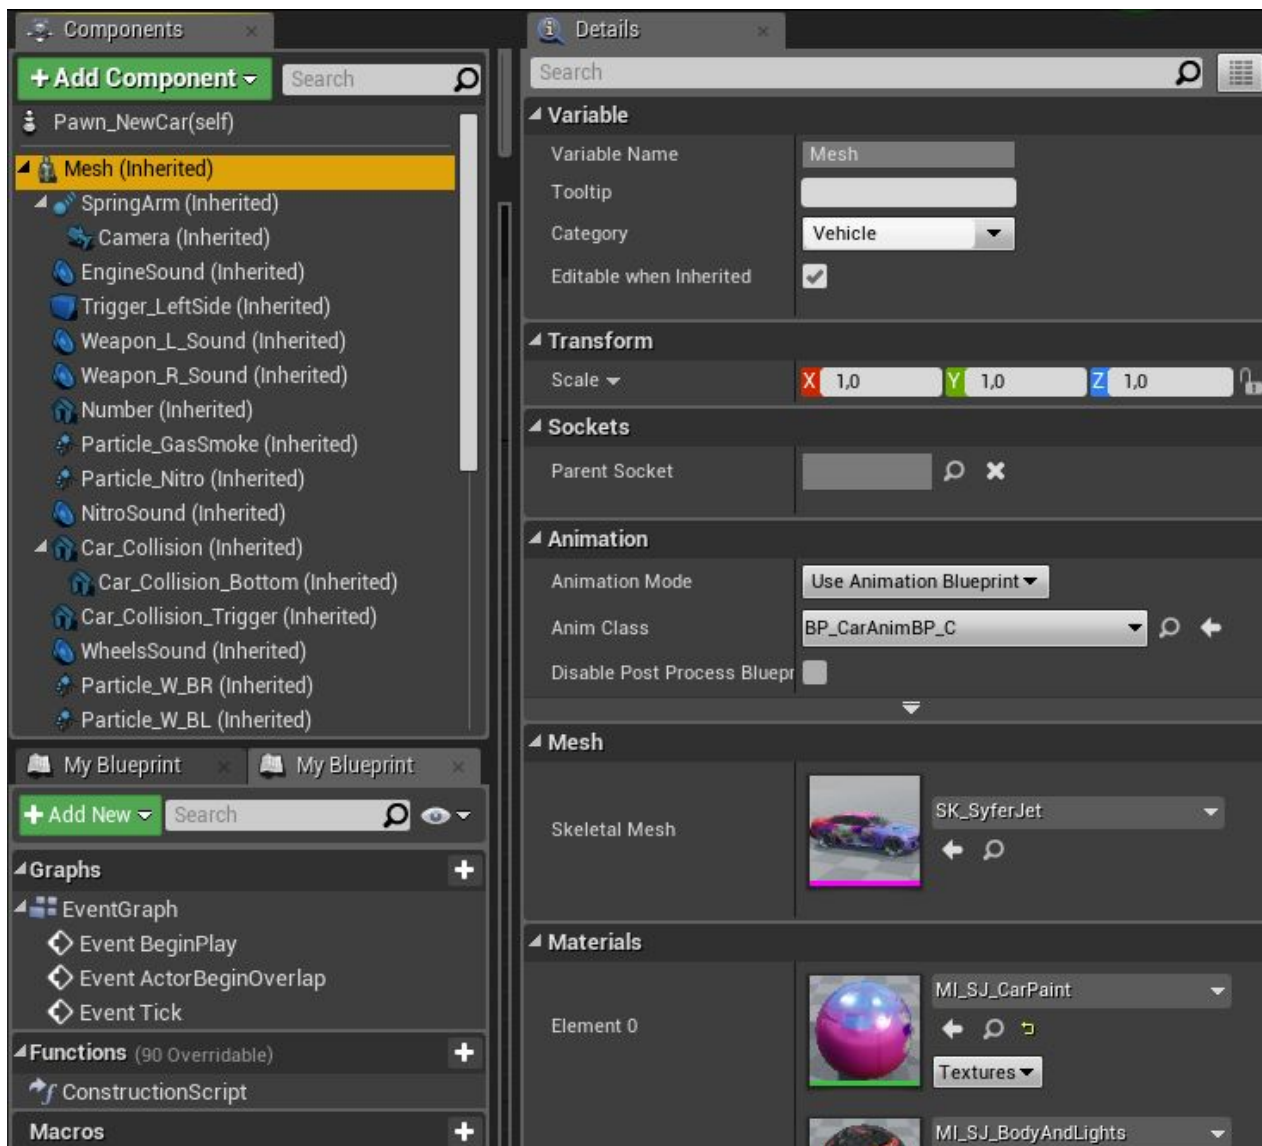 Components
+ Add Component
Search
Pawn_NewCar(self)
Mesh (Inherited)
SpringArm (Inherited)
Camera (Inherited)
EngineSound (Inherited)
Trigger_LeftSide (Inherited)
Weapon_L_Sound (Inherited)
Weapon_R_Sound (Inherited)
Number (Inherited)
Particle_GasSmoke (Inherited)
Particle_Nitro (Inherited)
NitroSound (Inherited)
Car_Collision (Inherited)
Car_Collision_Bottom (Inherited)
Car_Collision_Trigger (Inherited)
WheelsSound (Inherited)
Particle_W_BR (Inherited)
Particle_W_BL (Inherited)
My Blueprint
My Blueprint
+ Add New
Search
Graphs
EventGraph
Event BeginPlay
Event ActorBeginOverlap
Event Tick
Functions (90 Overridable)
ConstructionScript
Macros
Details
Search
Variable
Variable Name Mesh
Tooltip
Category Vehicle
Editable when Inherited
Transform
Scale X 1,0 Y 1,0 Z 1,0
Sockets
Parent Socket
Animation
Animation Mode Use Animation Blueprint
Anim Class BP_CarAnimBP_C
Disable Post Process Bluepr
Mesh
Skeletal Mesh SK_SyferJet
Materials
Element 0 MI_SJ_CarPaint
Textures
MI_SJ_BodyAndLights